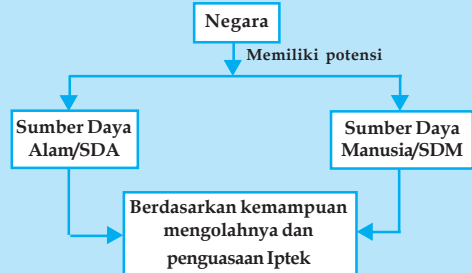 Negara
Memiliki potensi
Sumber Daya
Alam/SDA
Sumber Daya
Manusia/SDM
Berdasarkan kemampuan
mengolahnya dan
penguasaan Iptek